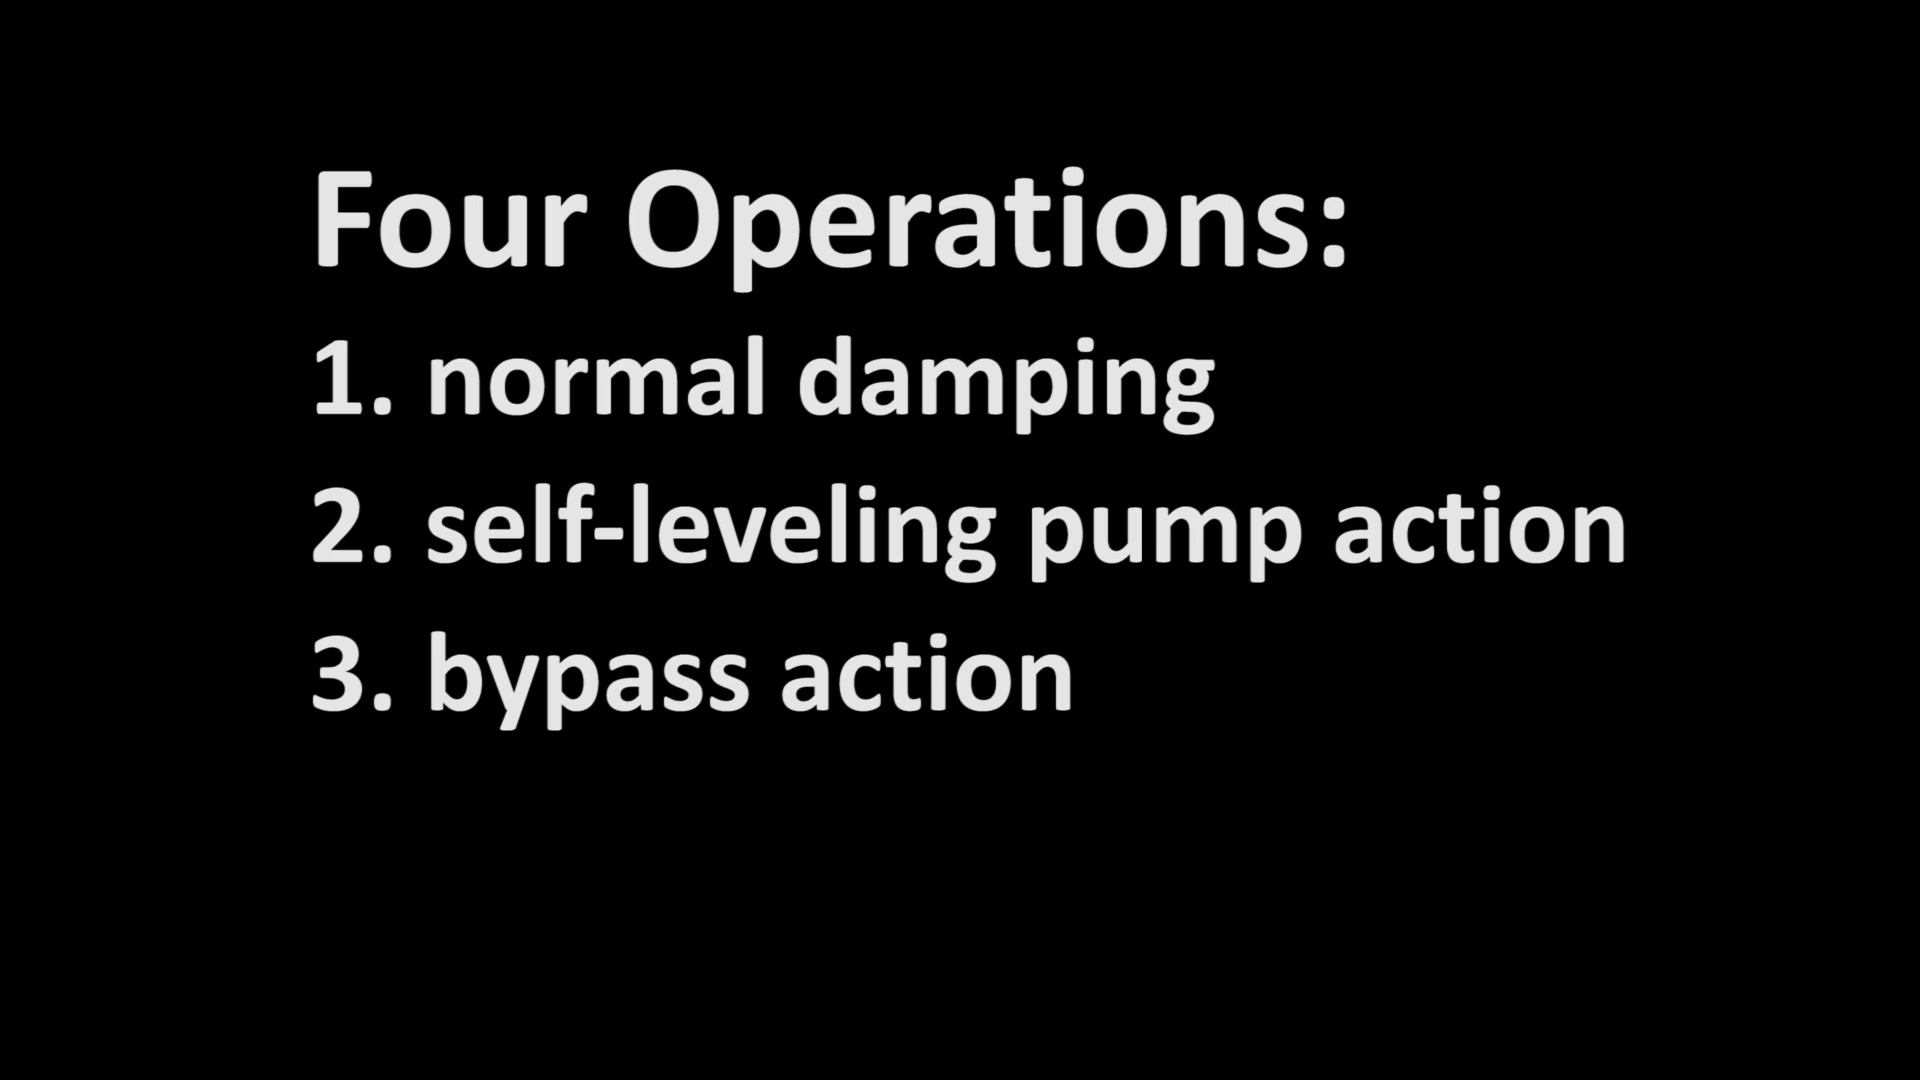 Four Operations:
1. normal damping
2. self-leveling pump action
3. bypass action